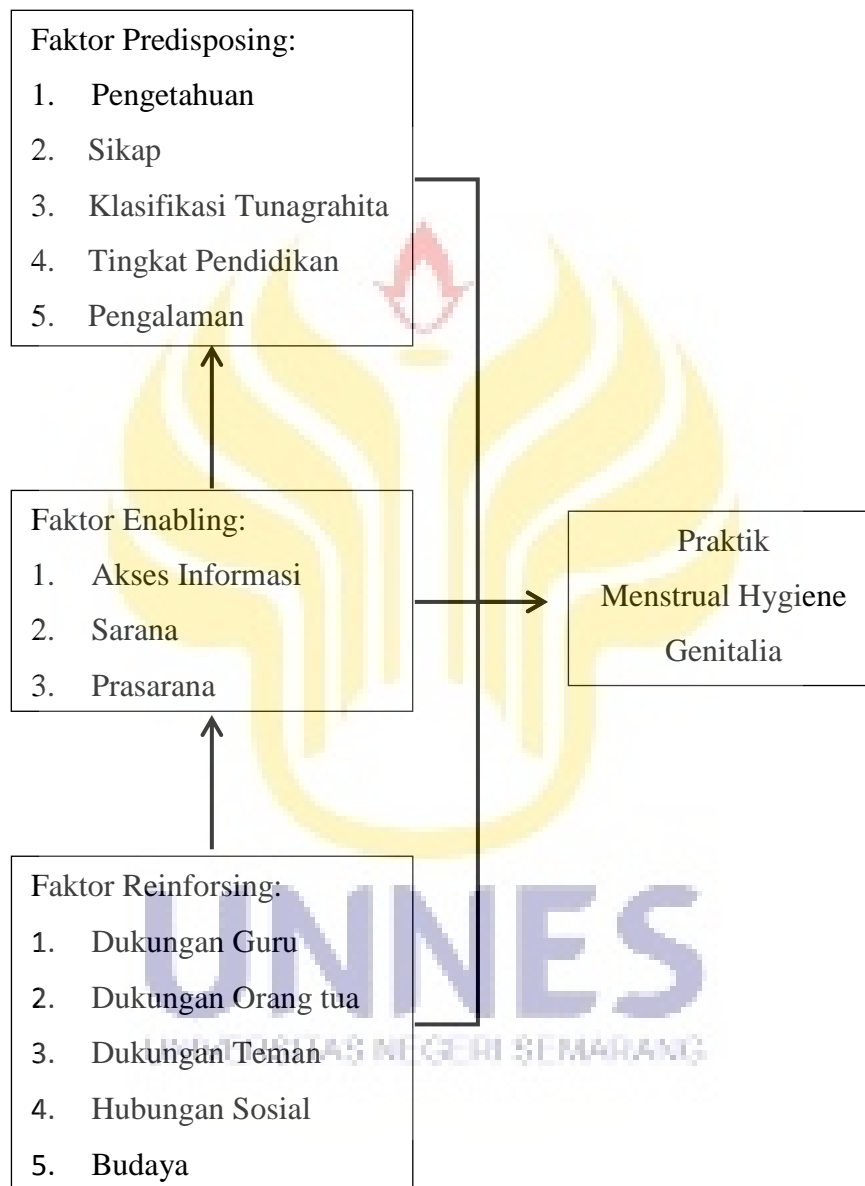 Faktor Predisposing:
1. Pengetahuan
2. Sikap
3. Klasifikasi Tunagrahita
4. Tingkat Pendidikan
5. Pengalaman
Faktor Enabling:
1. Akses Informasi
2. Sarana
3. Prasarana
Praktik
Menstrual Hygiene
Genitalia
Faktor Reinforsing:
1. Dukungan Guru
2. Dukungan Orang tua
3. Dukungan Teman
4. Hubungan Sosial
5. Budaya
UNNES
UNIVERSITAS NEGERI SEMARANG